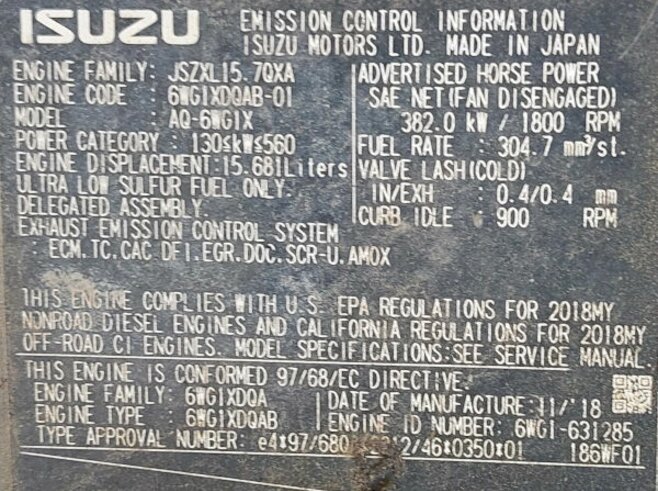 ISUZU EMISSION CONTROL INFORMATION
ISUZU MOTORS LTD. MADE IN JAPAN
ENGINE FAMILY: JSZXL15.7QXA
ENGINE CODE : 6WG1XDQAB-01
MODEL : AQ-6WG1X
POWER CATEGORY : 130≤kW≤560
ENGINE DISPLACEMENT:15.681Liters
ULTRA LOW SULFUR FUEL ONLY.
DELEGATED ASSEMBLY.
EXHAUST EMISSION CONTROL SYSTEM
: ECM.TC.CAC DFI.EGR.DOC.SCR-U.AMOX
ADVERTISED HORSE POWER
SAE NET(FAN DISENGAGED)
382.0 kW / 1800 RPM
FUEL RATE : 304.7 mm³/st.
VALVE LASH(COLD)
IN/EXH : 0.4/0.4 mm
CURB IDLE : 900 RPM
THIS ENGINE COMPLIES WITH U.S. EPA REGULATIONS FOR 2018MY
NONROAD DIESEL ENGINES AND CALIFORNIA REGULATIONS FOR 2018MY
OFF-ROAD CI ENGINES. MODEL SPECIFICATIONS:SEE SERVICE MANUAL.
THIS ENGINE IS CONFORMED 97/68/EC DIRECTIVE.
ENGINE FAMILY : 6WG1XDQA
ENGINE TYPE : 6WG1XDQAB
DATE OF MANUFACTURE:11/'18
ENGINE ID NUMBER: 6WG1-631285
TYPE APPROVAL NUMBER: e4*97/68 /46*0350*01 186WF01